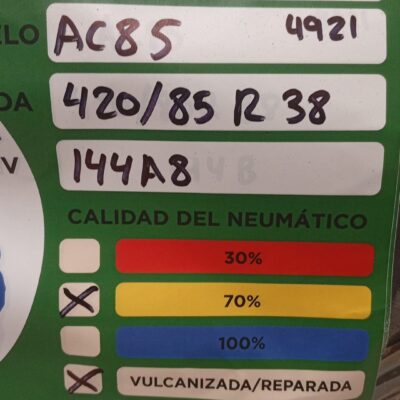 ELO AC85 4921
DA 420/85 R 38
V 144A8
CALIDAD DEL NEUMÁTICO
30%
X 70%
100%
X VULCANIZADA/REPARADA